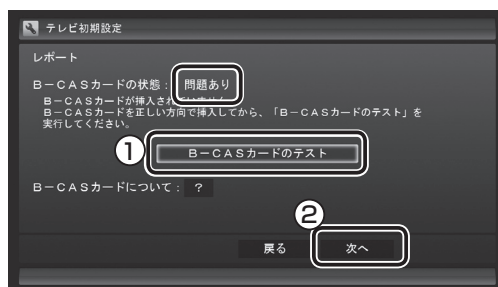 テレビ初期設定
レポート
B－CASカードの状態： 問題あり
B－CASカードが挿入されていません
B－CASカードを正しい方向で挿入してから、「B－CASカードのテスト」を
実行してください。
① B－CASカードのテスト
B－CASカードについて： ？
②
戻る 次へ